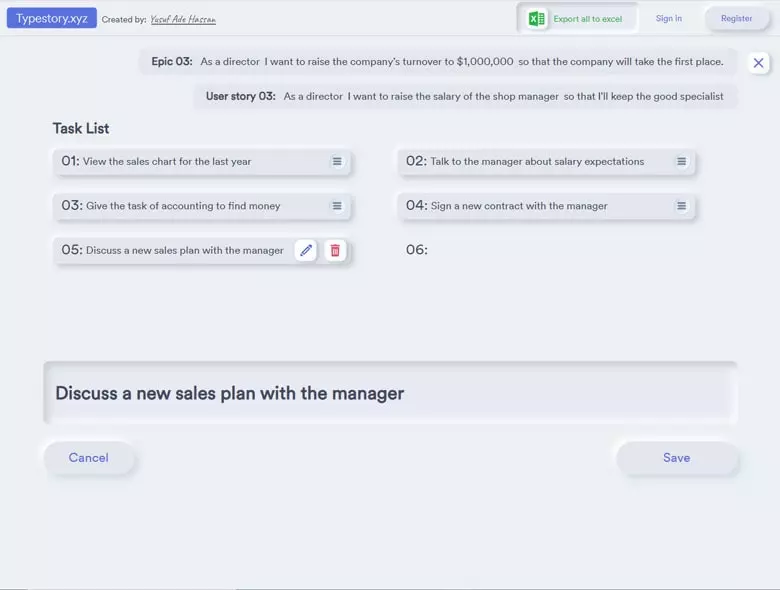 Typestory.xyz Created by: Yusuf Ade Hassan Export all to excel Sign in Register
Epic 03: As a director I want to raise the company's turnover to $1,000,000 so that the company will take the first place.
User story 03: As a director I want to raise the salary of the shop manager so that I'll keep the good specialist
Task List
01: View the sales chart for the last year
02: Talk to the manager about salary expectations
03: Give the task of accounting to find money
04: Sign a new contract with the manager
05: Discuss a new sales plan with the manager
06:
Discuss a new sales plan with the manager
Cancel
Save